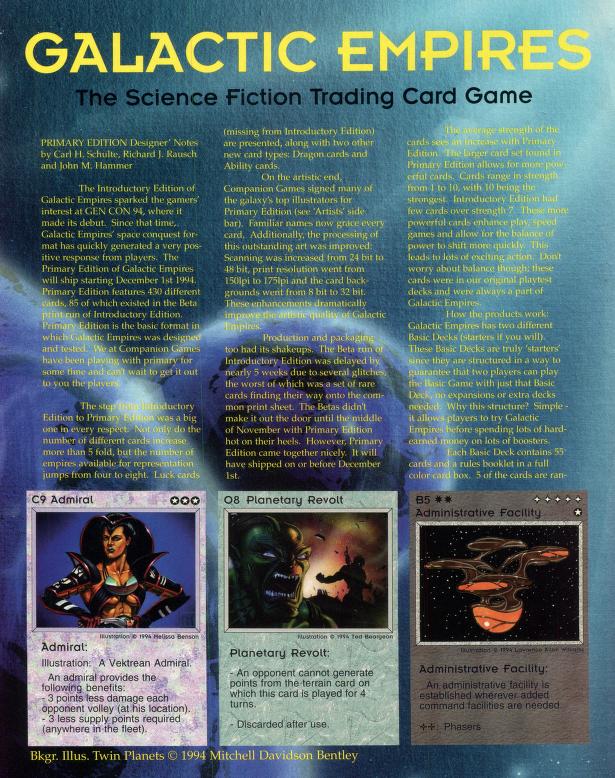 GALACTIC EMPIRES
The Science Fiction Trading Card Game
PRIMARY EDITION Designer' Notes
by Carl H. Schulte, Richard J. Rausch
and John M. Hammer
The Introductory Edition of
Galactic Empires sparked the gamers'
interest at GEN CON 94, where it
made its debut. Since that time,
Galactic Empires' space conquest for-
mat has quickly generated a very pos-
itive response from players. The
Primary Edition of Galactic Empires
will ship starting December 1st 1994.
Primary Edition features 430 different
cards, 85 of which existed in the Beta
print run of Introductory Edition.
Primary Edition is the basic format in
which Galactic Empires was designed
and tested. We at Companion Games
have been playing with primary for
some time and can't wait to get it out
to you the players.
The step from Introductory
Edition to Primary Edition was a big
one in every respect. Not only do the
number of different cards increase
more than 5 fold, but the number of
empires available for representation
jumps from four to eight. Luck cards
(missing from Introductory Edition)
are presented, along with two other
new card types: Dragon cards and
Ability cards.
On the artistic end,
Companion Games signed many of
the galaxy's top illustrators for
Primary Edition (see 'Artists' side
bar). Familiar names now grace every
card. Additionally, the processing of
this outstanding art was improved:
Scanning was increased from 24 bit to
48 bit, print resolution went from
150lpi to 175lpi and the card back-
grounds went from 8 bit to 32 bit.
These enhancements dramatically
improve the artistic quality of Galactic
Empires.
Production and packaging
too had its shakeups. The Beta run of
Introductory Edition was delayed by
nearly 5 weeks due to several glitches,
the worst of which was a set of rare
cards finding their way onto the com-
mon print sheet. The Betas didn't
make it out the door until the middle
of November with Primary Edition
hot on their heels. However, Primary
Edition came together nicely. It will
have shipped on or before December
1st.
The average strength of the
cards sees an increase with Primary
Edition. The larger card set found in
Primary Edition allows for more pow-
erful cards. Cards range in strength
from 1 to 10, with 10 being the
strongest. Introductory Edition had
few cards over strength 7. These more
powerful cards enhance play, speed
games and allow for the balance of
power to shift more quickly. This
leads to lots of exciting action. Don't
worry about balance though; these
cards were in our original playtest
decks and were always a part of
Galactic Empires.
How the products work:
Galactic Empires has two different
Basic Decks (starters if you will).
These Basic Decks are truly 'starters'
since they are structured in a way to
guarantee that two players can play
the Basic Game with just that Basic
Deck, no expansions or extra decks
needed. Why this structure? Simple -
it allows players to try Galactic
Empires before spending lots of hard-
earned money on lots of boosters.
Each Basic Deck contains 55
cards and a rules booklet in a full
color card box. 5 of the cards are ran-
C9 Admiral
Illustration © 1994 Melissa Benson
Admiral:
Illustration: A Vektrean Admiral.
An admiral provides the
following benefits:
- 3 points less damage each
opponent volley (at his location).
- 3 less supply points required
(anywhere in the fleet).
O8 Planetary Revolt
Illustration © 1994 Ted Beargeon
Planetary Revolt:
- An opponent cannot generate
points from the terrain card on
which this card is played for 4
turns.
- Discarded after use.
B5
Administrative Facility
Illustration © 1994 Lawrence Allen Williams
Administrative Facility:
An administrative facility is
established wherever added
command facilities are needed.
: Phasers
Bkgr. Illus. Twin Planets © 1994 Mitchell Davidson Bentley